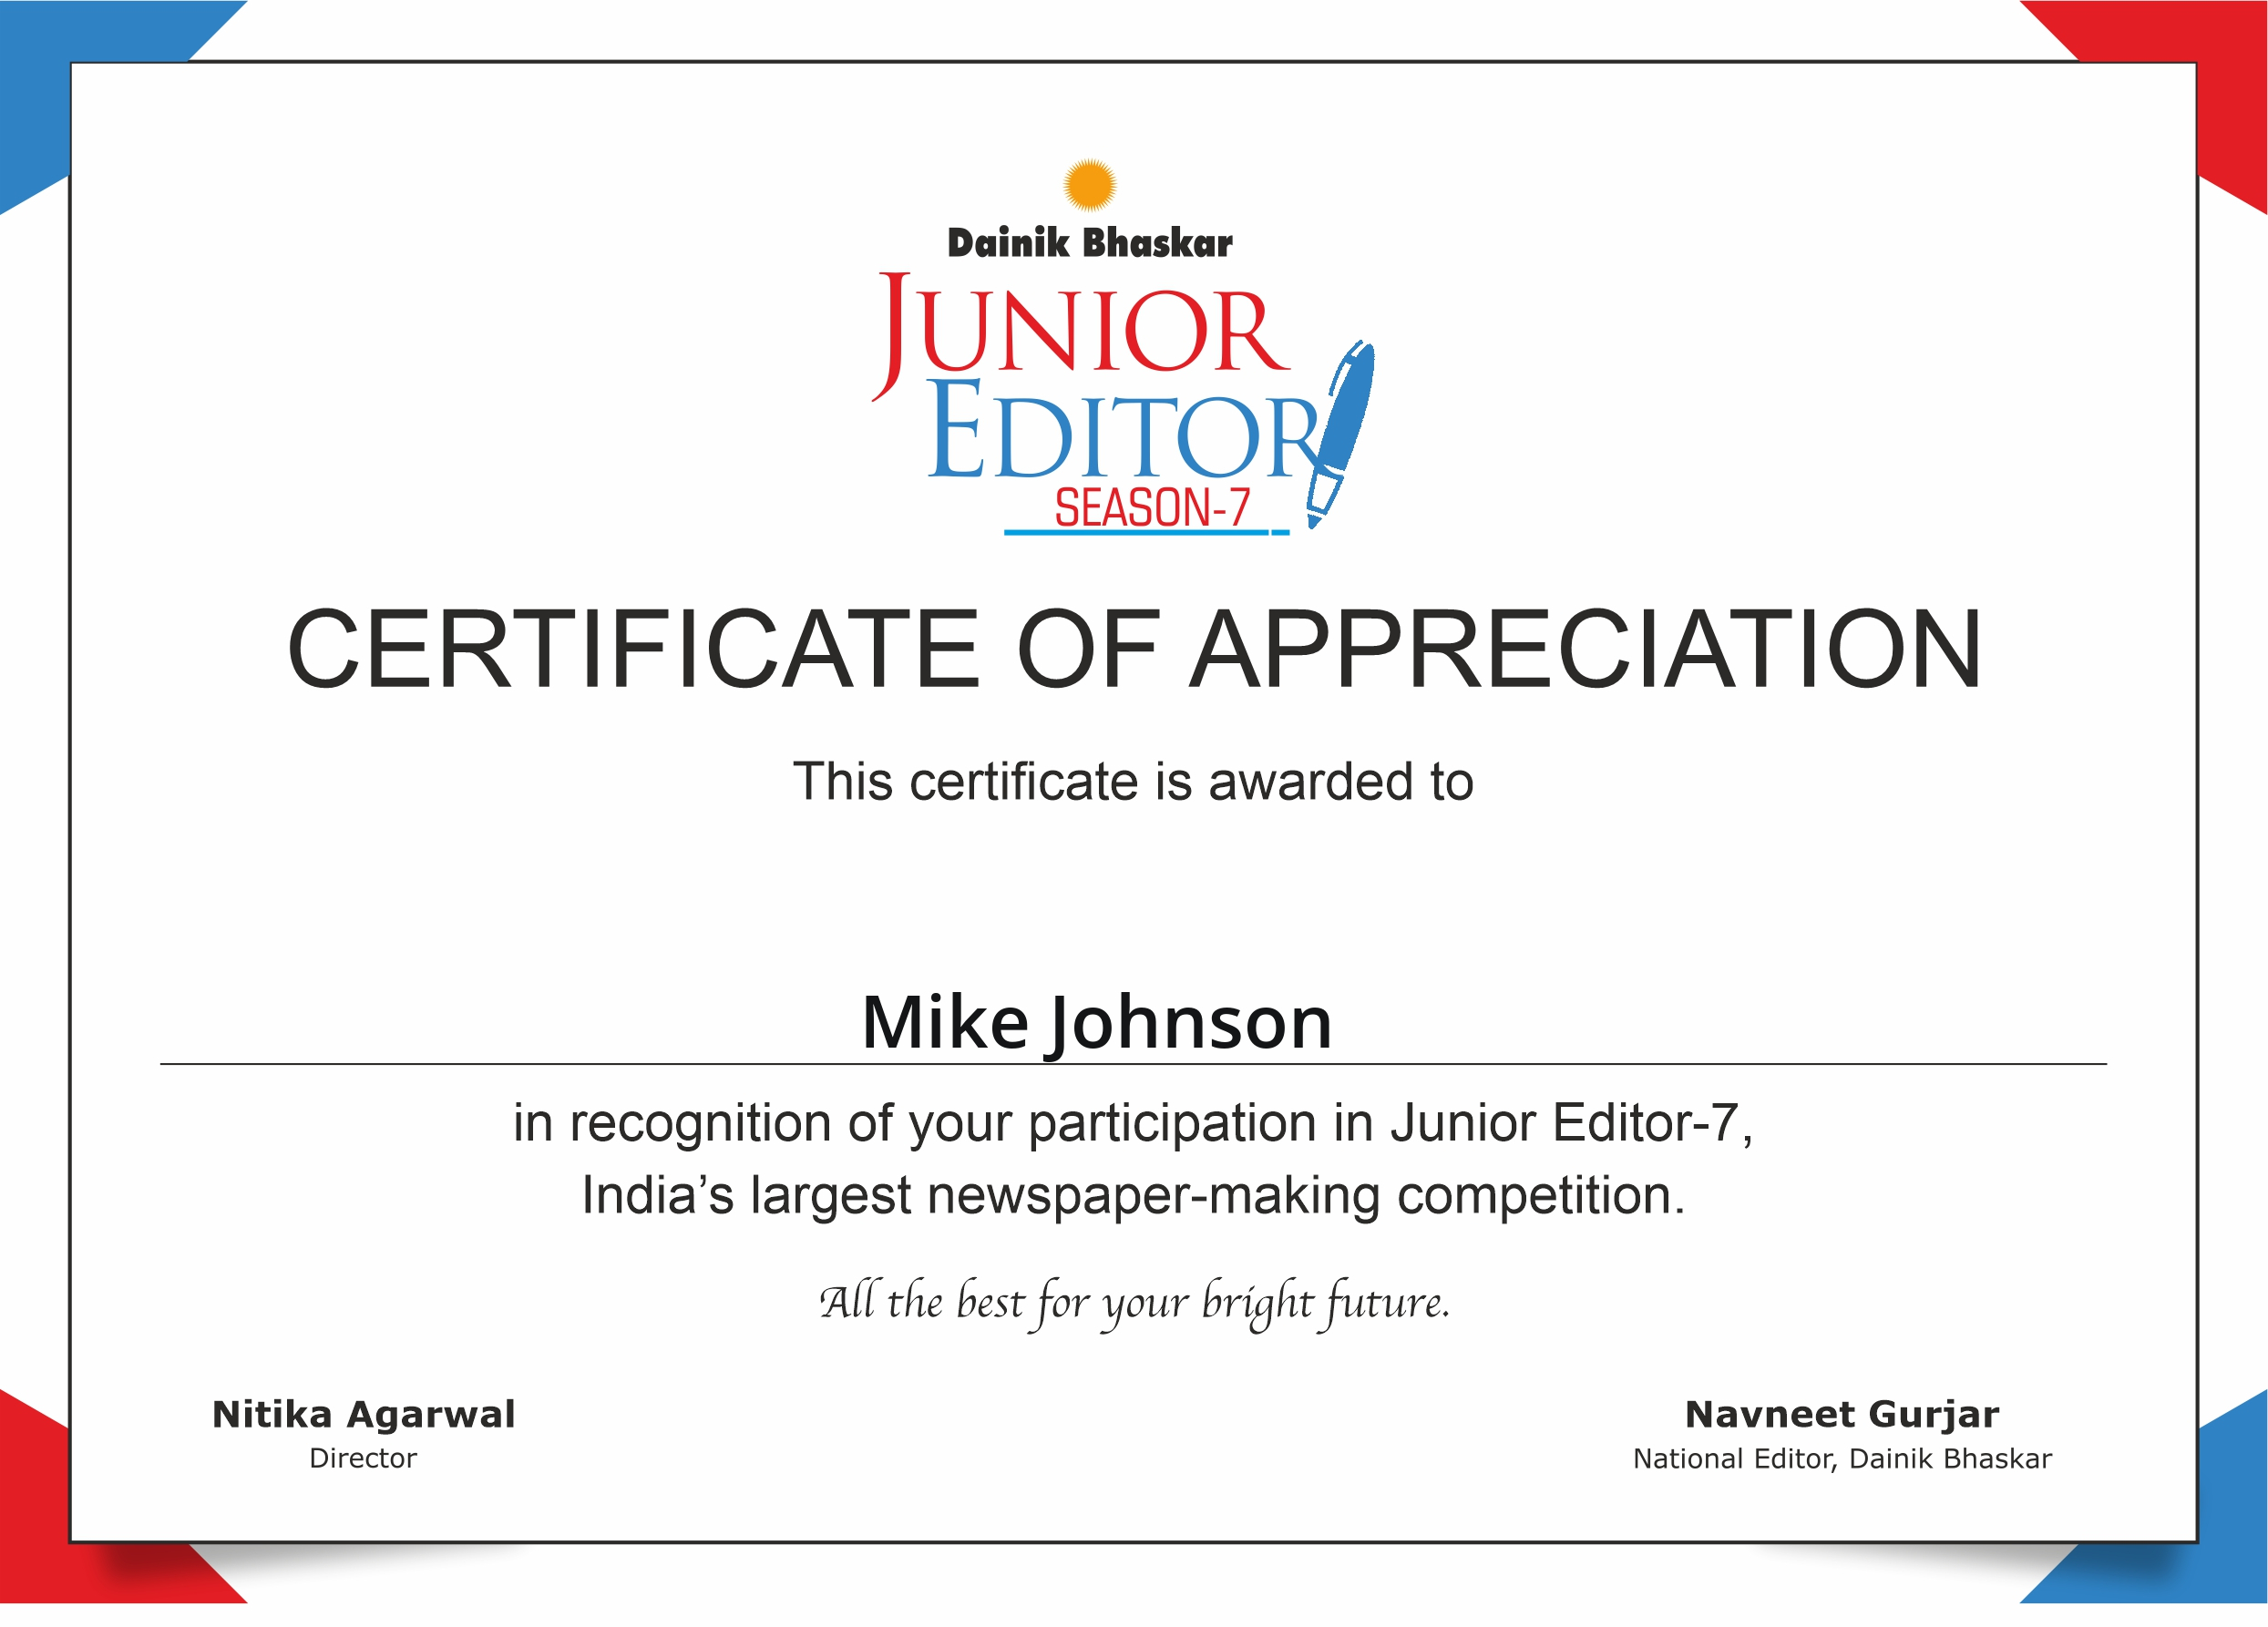 Dainik Bhaskar
JUNIOR
EDITOR
SEASON-7
CERTIFICATE OF APPRECIATION
This certificate is awarded to
Mike Johnson
in recognition of your participation in Junior Editor-7,
India’s largest newspaper-making competition.
All the best for your bright future.
Nitika Agarwal
Director
Navneet Gurjar
National Editor, Dainik Bhaskar